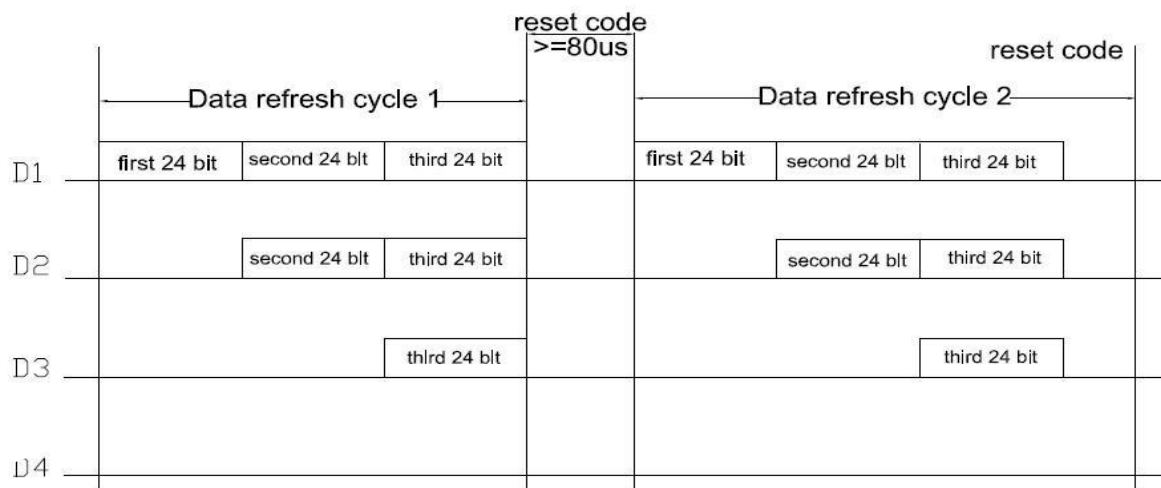 reset code
>=80us
reset code
Data refresh cycle 1
Data refresh cycle 2
D1 first 24 bit second 24 blt third 24 bit first 24 bit second 24 blt third 24 bit
D2 second 24 blt third 24 bit second 24 blt third 24 bit
D3 thlrd 24 blt third 24 bit
D4